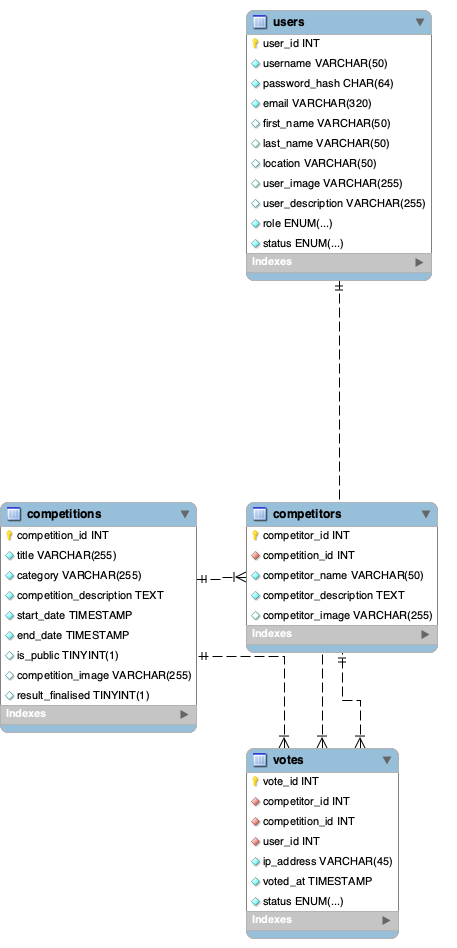 users
user_id INT
username VARCHAR(50)
password_hash CHAR(64)
email VARCHAR(320)
first_name VARCHAR(50)
last_name VARCHAR(50)
location VARCHAR(50)
user_image VARCHAR(255)
user_description VARCHAR(255)
role ENUM(...)
status ENUM(...)
Indexes
competitions
competition_id INT
title VARCHAR(255)
category VARCHAR(255)
competition_description TEXT
start_date TIMESTAMP
end_date TIMESTAMP
is_public TINYINT(1)
competition_image VARCHAR(255)
result_finalised TINYINT(1)
Indexes
competitors
competitor_id INT
competition_id INT
competitor_name VARCHAR(50)
competitor_description TEXT
competitor_image VARCHAR(255)
Indexes
votes
vote_id INT
competitor_id INT
competition_id INT
user_id INT
ip_address VARCHAR(45)
voted_at TIMESTAMP
status ENUM(...)
Indexes